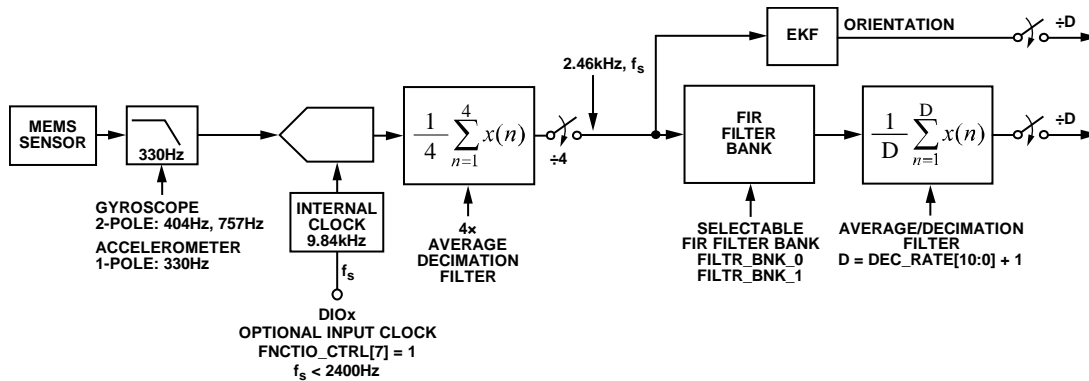 MEMS
SENSOR
330Hz
GYROSCOPE
2-POLE: 404Hz, 757Hz
ACCELEROMETER
1-POLE: 330Hz
INTERNAL
CLOCK
9.84kHz
fs
DIOx
OPTIONAL INPUT CLOCK
FNCTIO_CTRL[7] = 1
fs < 2400Hz
1/4 4∑n=1 x(n)
÷4
4×
AVERAGE
DECIMATION
FILTER
2.46kHz, fs
EKF
ORIENTATION
÷D
FIR
FILTER
BANK
SELECTABLE
FIR FILTER BANK
FILTR_BNK_0
FILTR_BNK_1
1/D D∑n=1 x(n)
÷D
AVERAGE/DECIMATION
FILTER
D = DEC_RATE[10:0] + 1